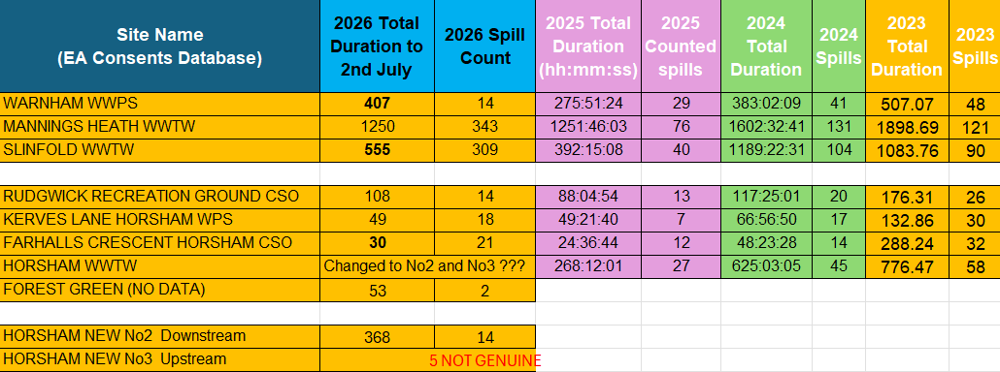 Site Name (EA Consents Database) 2026 Total Duration to 2nd July 2026 Spill Count 2025 Total Duration (hh:mm:ss) 2025 Counted spills 2024 Total Duration 2024 Spills 2023 Total Duration 2023 Spills
WARNHAM WWPS 407 14 275:51:24 29 383:02:09 41 507.07 48
MANNINGS HEATH WWTW 1250 343 1251:46:03 76 1602:32:41 131 1898.69 121
SLINFOLD WWTW 555 309 392:15:08 40 1189:22:31 104 1083.76 90
RUDGWICK RECREATION GROUND CSO 108 14 88:04:54 13 117:25:01 20 176.31 26
KERVES LANE HORSHAM WPS 49 18 49:21:40 7 66:56:50 17 132.86 30
FARHALLS CRESCENT HORSHAM CSO 30 21 24:36:44 12 48:23:28 14 288.24 32
HORSHAM WWTW Changed to No2 and No3 ??? 268:12:01 27 625:03:05 45 776.47 58
FOREST GREEN (NO DATA) 53 2
HORSHAM NEW No2 Downstream 368 14
HORSHAM NEW No3 Upstream 5 NOT GENUINE